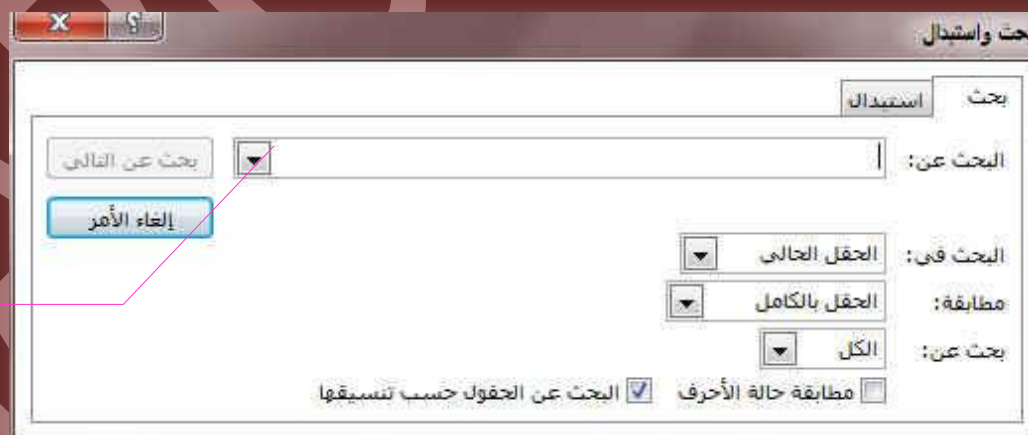 حث واستبدال
بحث استبدال
البحث عن: بحث عن التالي
إلغاء الأمر
البحث في: الحقل الحالي
مطابقة: الحقل بالكامل
بحث عن: الكل
مطابقة حالة الأحرف البحث عن الحقول حسب تنسيقها